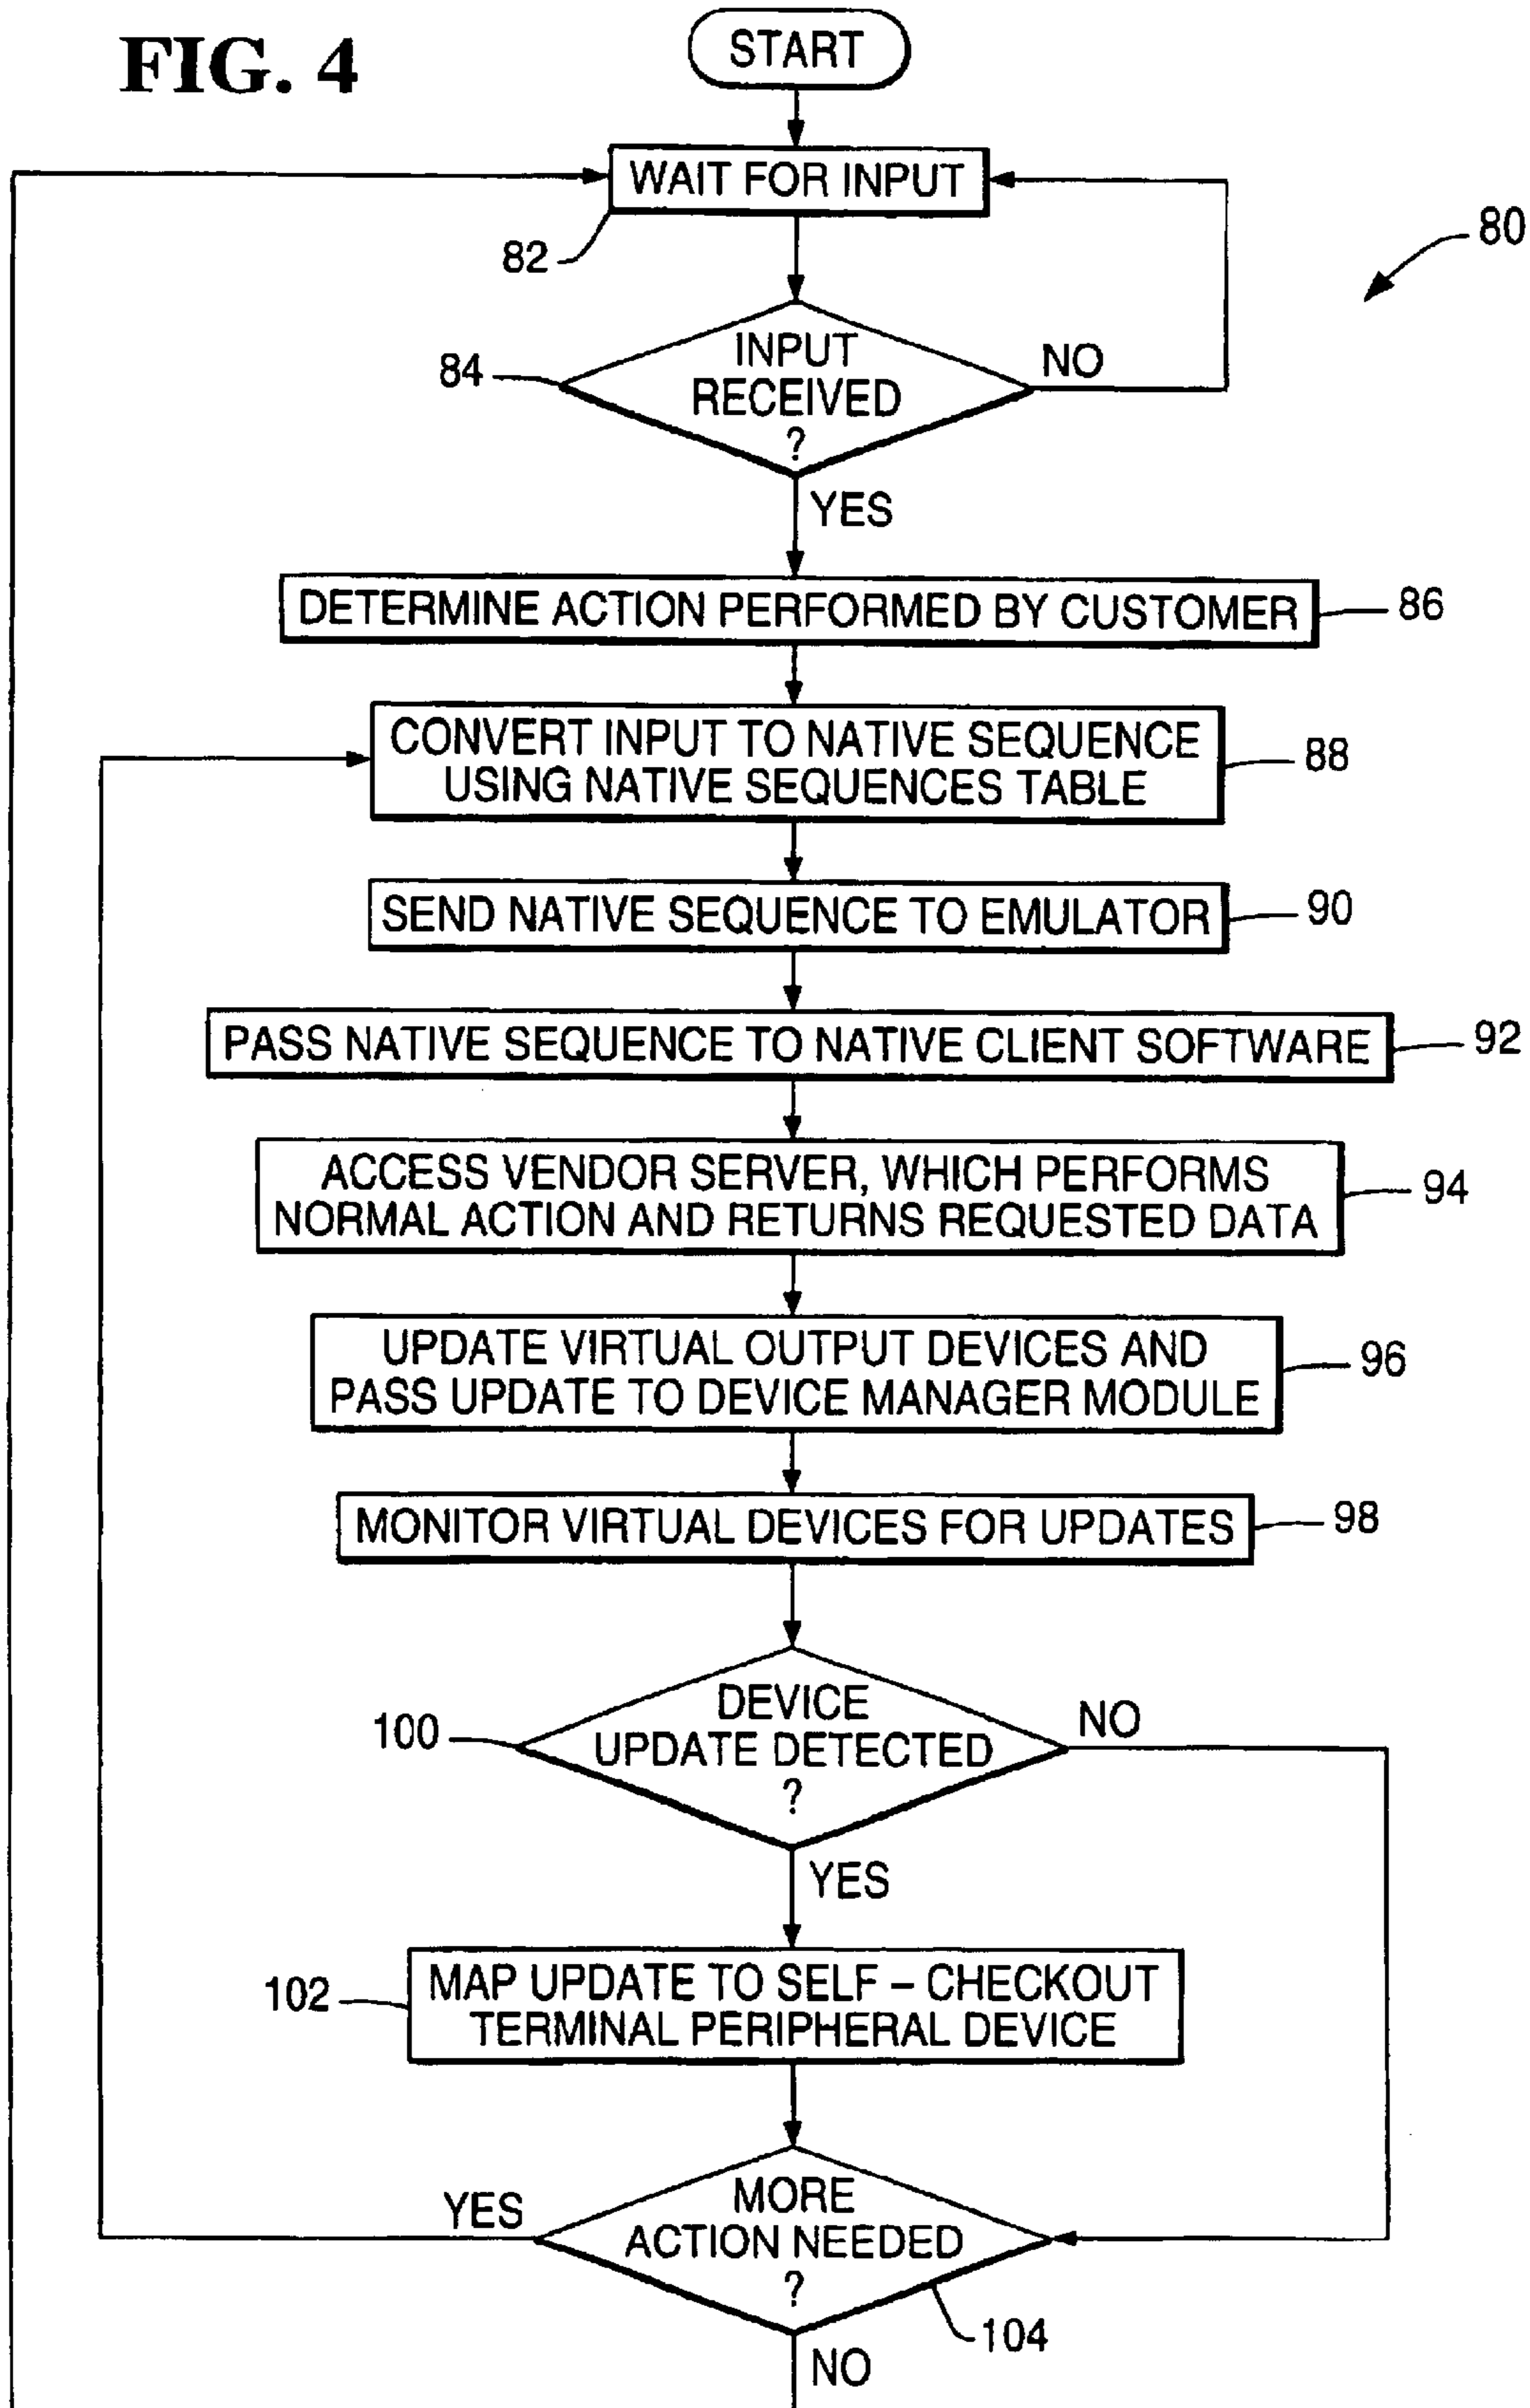 FIG. 4
START
WAIT FOR INPUT
82
80
INPUT
RECEIVED
?
84
NO
YES
DETERMINE ACTION PERFORMED BY CUSTOMER
86
CONVERT INPUT TO NATIVE SEQUENCE
USING NATIVE SEQUENCES TABLE
88
SEND NATIVE SEQUENCE TO EMULATOR
90
PASS NATIVE SEQUENCE TO NATIVE CLIENT SOFTWARE
92
ACCESS VENDOR SERVER, WHICH PERFORMS
NORMAL ACTION AND RETURNS REQUESTED DATA
94
UPDATE VIRTUAL OUTPUT DEVICES AND
PASS UPDATE TO DEVICE MANAGER MODULE
96
MONITOR VIRTUAL DEVICES FOR UPDATES
98
DEVICE
UPDATE DETECTED
?
100
NO
YES
MAP UPDATE TO SELF – CHECKOUT
TERMINAL PERIPHERAL DEVICE
102
MORE
ACTION NEEDED
?
YES
104
NO